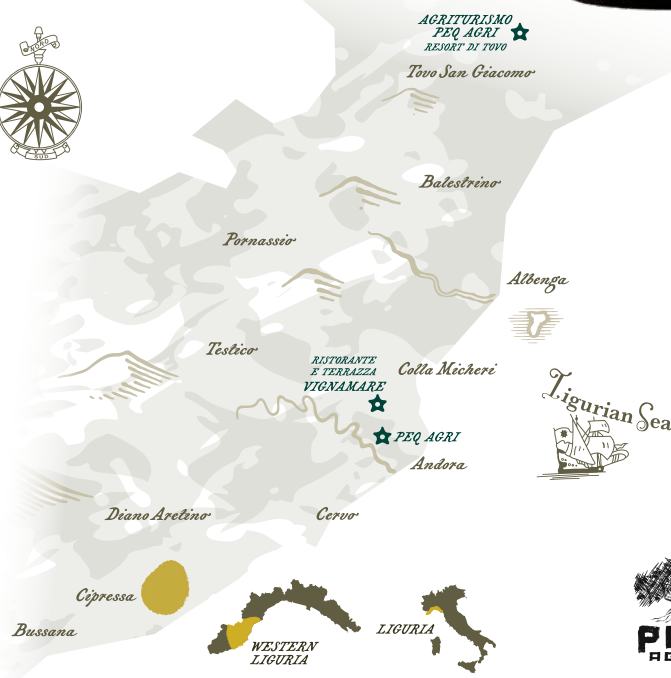 AGRITURISMO
PEQ AGRI
RESORT DI TOVO
NORD
Tovo San Giacomo
SUD
Balestrino
Pornassio
Albenga
Testico
RISTORANTE
E TERRAZZA
VIGNAMARE
Colla Micheri
Ligurian Sea
PEQ AGRI
Andora
Diano Aretino
Cervo
Cipressa
Bussana
LIGURIA
WESTERN
LIGURIA